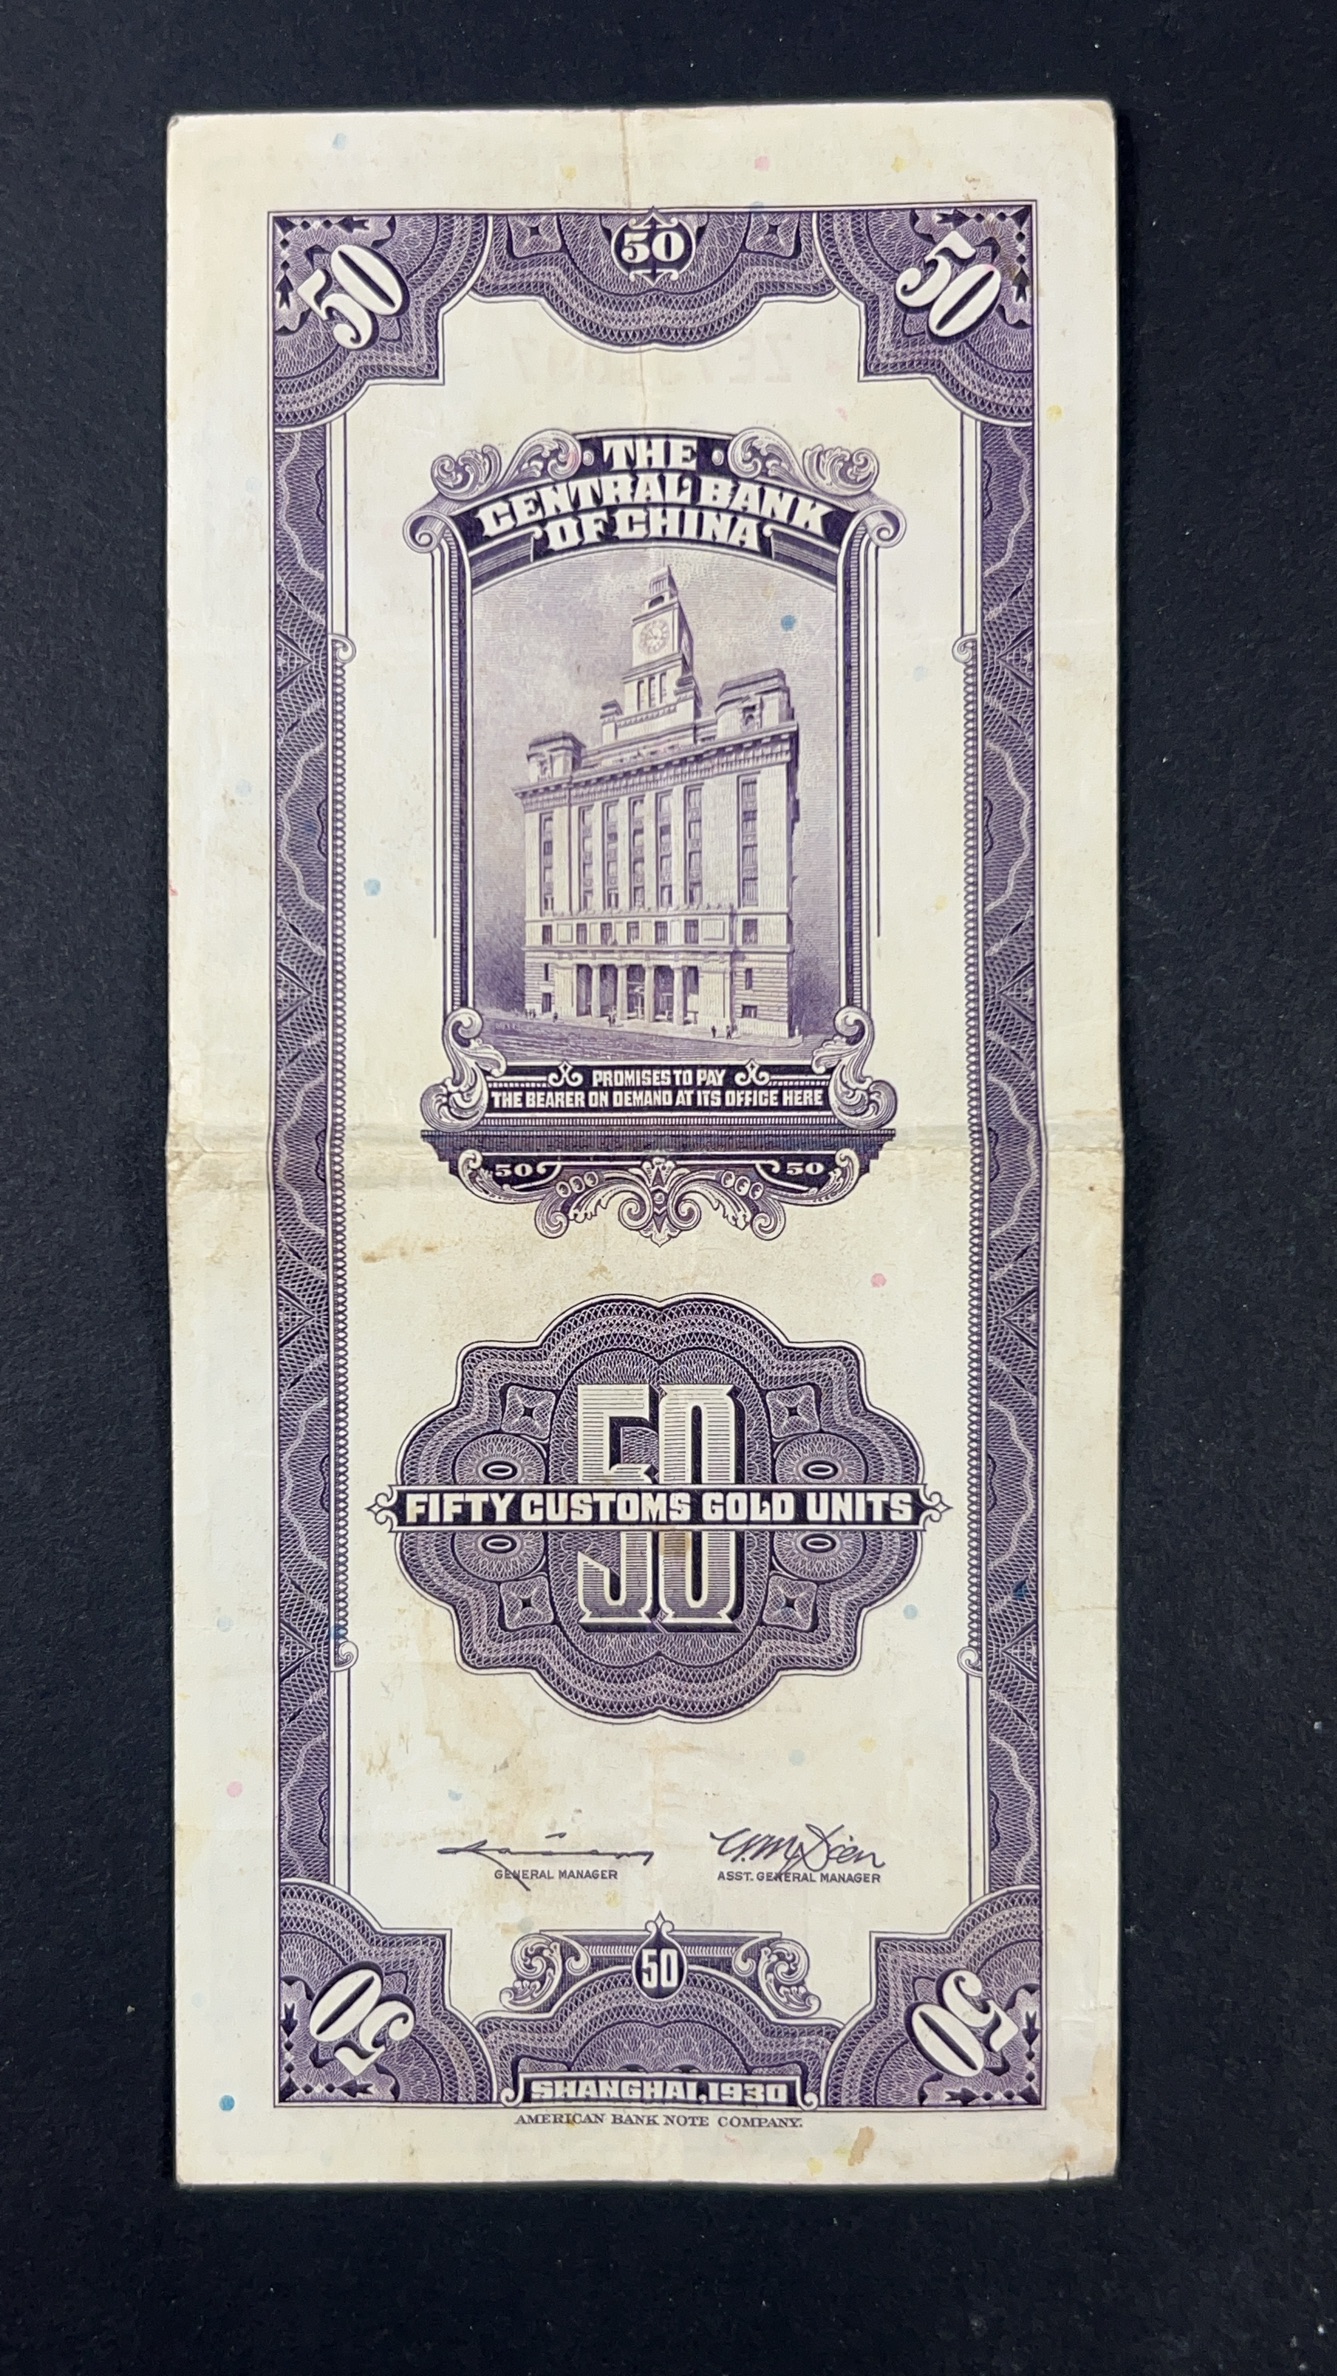 50 50 50
THE
CENTRAL BANK
OF CHINA
PROMISES TO PAY
THE BEARER ON DEMAND AT ITS OFFICE HERE
50 50
50
FIFTY CUSTOMS GOLD UNITS
GENERAL MANAGER ASST. GENERAL MANAGER
50
50 50
SHANGHAI, 1930
AMERICAN BANK NOTE COMPANY.